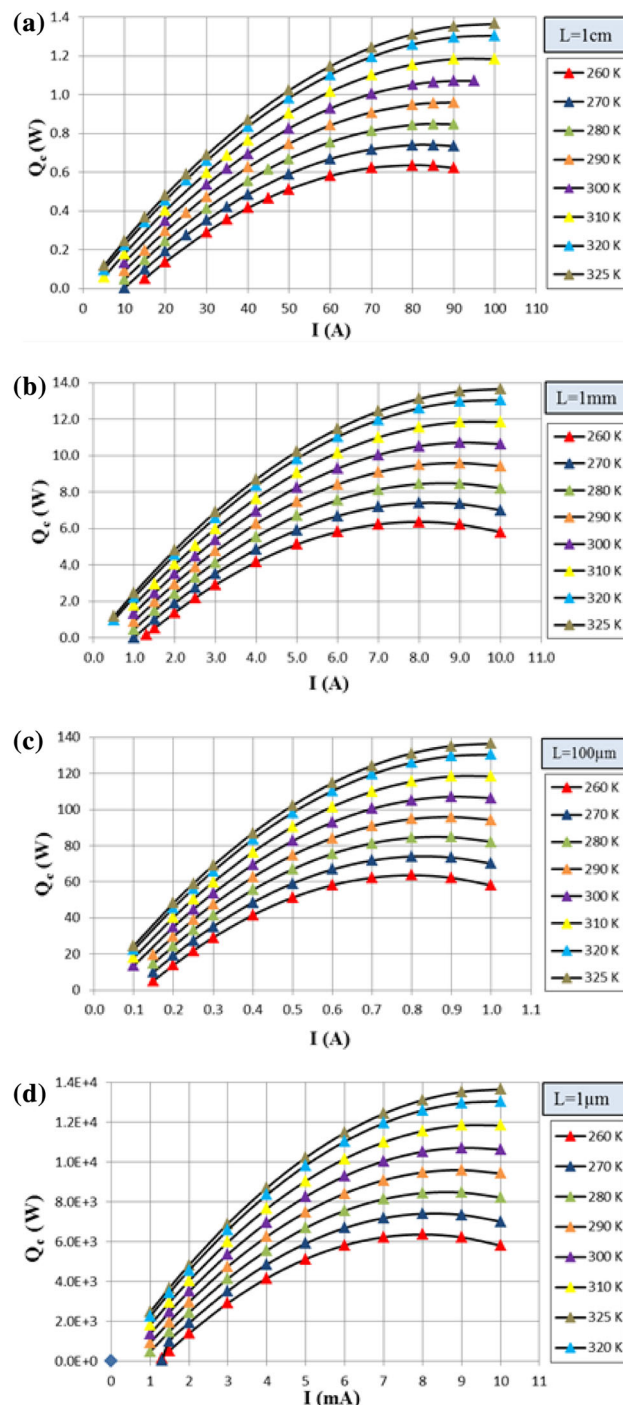 (a)
1.4
1.2
1.0
0.8
0.6
0.4
0.2
0.0
Qc (W)
0 10 20 30 40 50 60 70 80 90 100 110
I (A)
L=1cm
260 K
270 K
280 K
290 K
300 K
310 K
320 K
325 K
(b)
14.0
12.0
10.0
8.0
6.0
4.0
2.0
0.0
Qc (W)
0.0 1.0 2.0 3.0 4.0 5.0 6.0 7.0 8.0 9.0 10.0 11.0
I (A)
L=1mm
260 K
270 K
280 K
290 K
300 K
310 K
320 K
325 K
(c)
140
120
100
80
60
40
20
0
Qc (W)
0.0 0.1 0.2 0.3 0.4 0.5 0.6 0.7 0.8 0.9 1.0 1.1
I (A)
L=100μm
260 K
270 K
280 K
290 K
300 K
310 K
320 K
325 K
(d)
1.4E+4
1.2E+4
1.0E+4
8.0E+3
6.0E+3
4.0E+3
2.0E+3
0.0E+0
Qc (W)
0 1 2 3 4 5 6 7 8 9 10 11
I (mA)
L=1μm
260 K
270 K
280 K
290 K
300 K
310 K
325 K
320 K